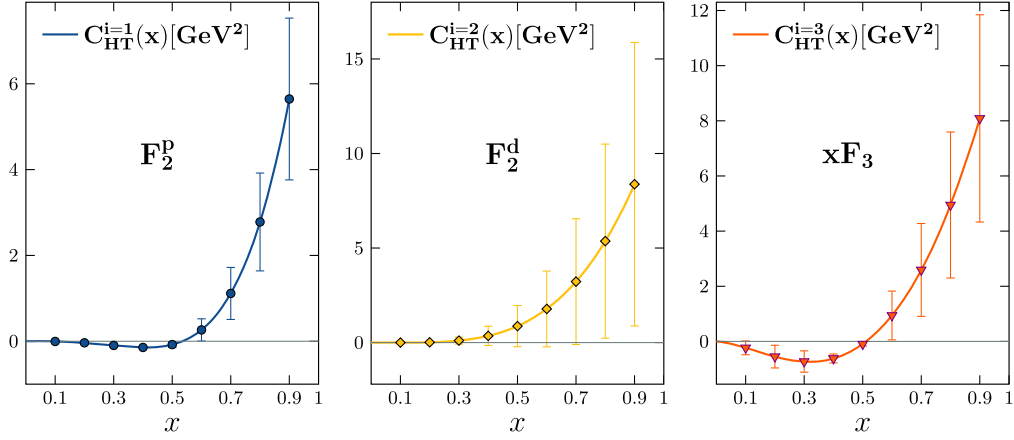 C_HT^i=1(x)[GeV^2]
F_2^p
6
4
2
0
0.1 0.3 0.5 0.7 0.9 1
x
C_HT^i=2(x)[GeV^2]
F_2^d
15
10
5
0
0.1 0.3 0.5 0.7 0.9 1
x
C_HT^i=3(x)[GeV^2]
xF_3
12
10
8
6
4
2
0
0.1 0.3 0.5 0.7 0.9 1
x